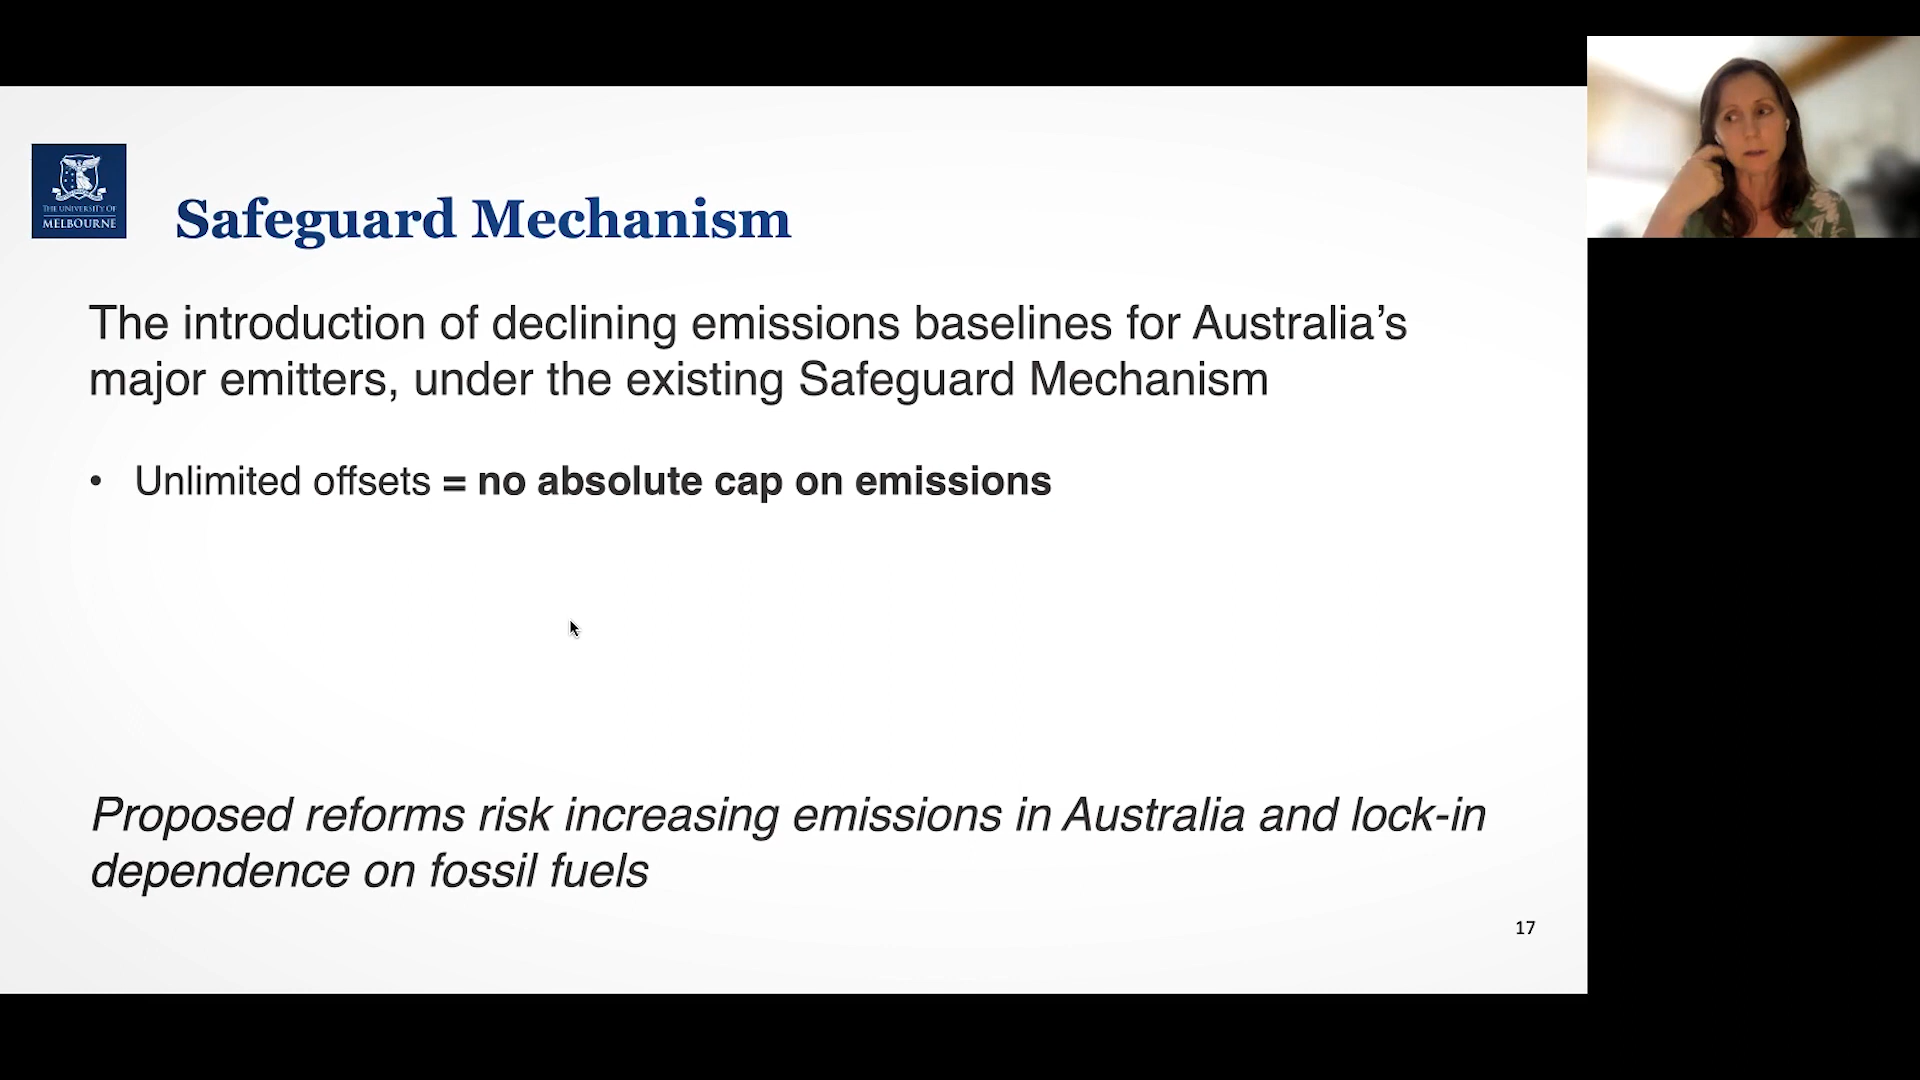 THE UNIVERSITY OF
MELBOURNE
Safeguard Mechanism
The introduction of declining emissions baselines for Australia’s
major emitters, under the existing Safeguard Mechanism
• Unlimited offsets = no absolute cap on emissions
Proposed reforms risk increasing emissions in Australia and lock-in
dependence on fossil fuels
17